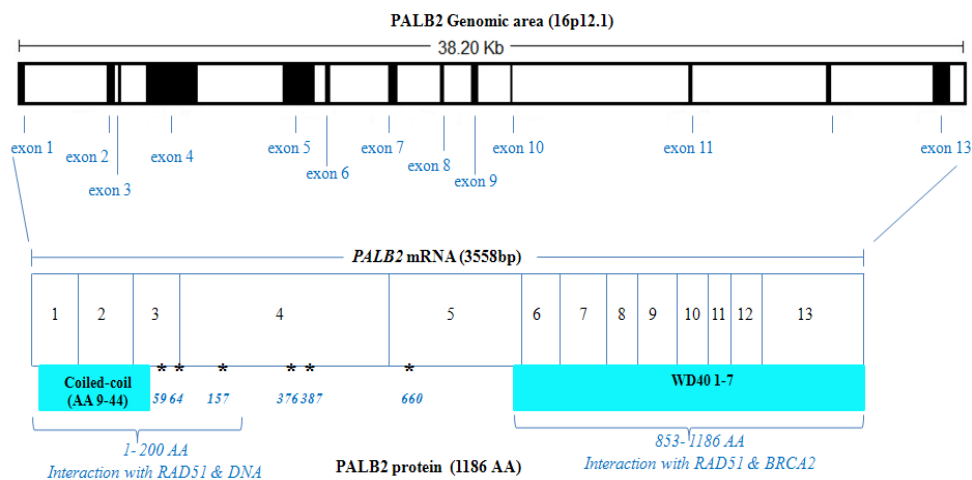 PALB2 Genomic area (16p12.1)
38.20 Kb
exon 1
exon 2
exon 3
exon 4
exon 5
exon 6
exon 7
exon 8
exon 9
exon 10
exon 11
exon 13
PALB2 mRNA (3558bp)
1 2 3 4 5 6 7 8 9 10 11 12 13
* * * * * *
Coiled-coil
(AA 9-44)
59 64 157 376 387 660
WD40 1-7
1- 200 AA
Interaction with RAD51 & DNA
PALB2 protein (1186 AA)
853- 1186 AA
Interaction with RAD51 & BRCA2